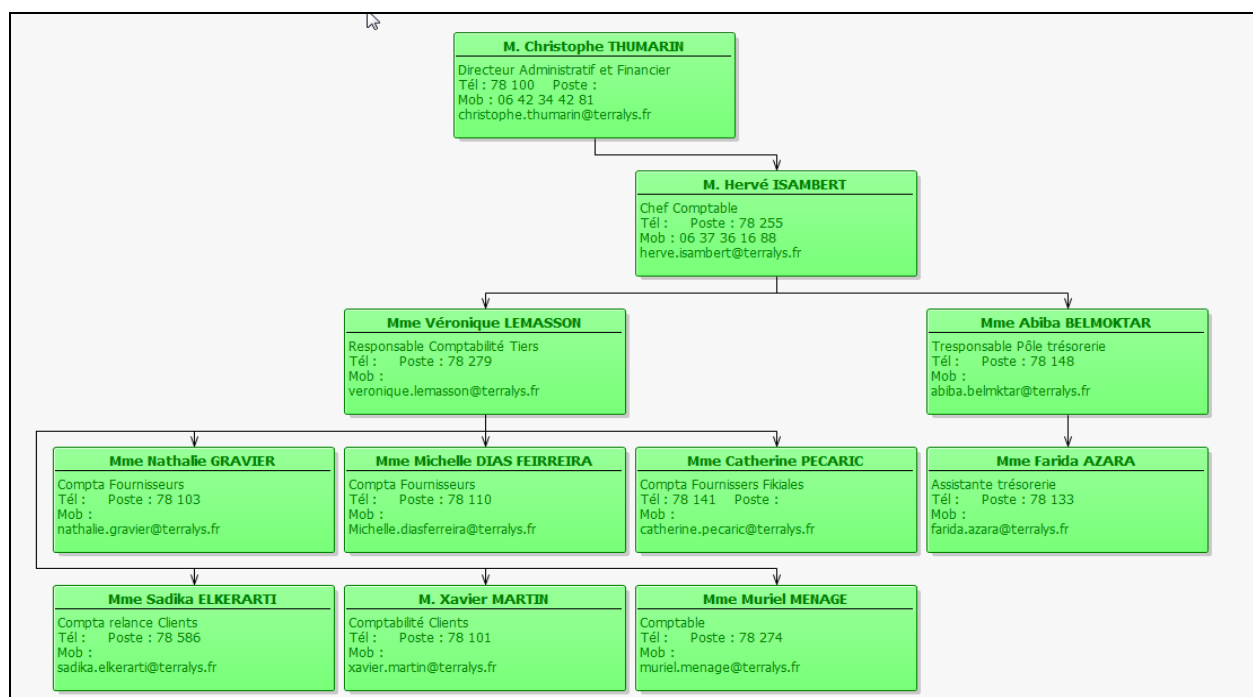 M. Christophe THUMARIN
Directeur Administratif et Financier
Tél : 78 100 Poste :
Mob : 06 42 34 42 81
christophe.thumarin@terralys.fr
M. Hervé ISAMBERT
Chef Comptable
Tél : Poste : 78 255
Mob : 06 37 36 16 88
herve.isambert@terralys.fr
Mme Véronique LEMASSON
Responsable Comptabilité Tiers
Tél : Poste : 78 279
Mob :
veronique.lemasson@terralys.fr
Mme Abiba BELMOKTAR
Tresponsable Pôle trésorerie
Tél : Poste : 78 148
Mob :
abiba.belmktar@terralys.fr
Mme Nathalie GRAVIER
Compta Fournisseurs
Tél : Poste : 78 103
Mob :
nathalie.gravier@terralys.fr
Mme Michelle DIAS FEIRREIRA
Compta Fournisseurs
Tél : Poste : 78 110
Mob :
Michelle.diasferreira@terralys.fr
Mme Catherine PECARIC
Compta Fournissers Fikiales
Tél : 78 141 Poste :
Mob :
catherine.pecaric@terralys.fr
Mme Farida AZARA
Assistante trésorerie
Tél : Poste : 78 133
Mob :
farida.azara@terralys.fr
Mme Sadika ELKERARTI
Compta relance Clients
Tél : Poste : 78 586
Mob :
sadika.elkerarti@terralys.fr
M. Xavier MARTIN
Comptabilité Clients
Tél : Poste : 78 101
Mob :
xavier.martin@terralys.fr
Mme Muriel MENAGE
Comptable
Tél : Poste : 78 274
Mob :
muriel.menage@terralys.fr